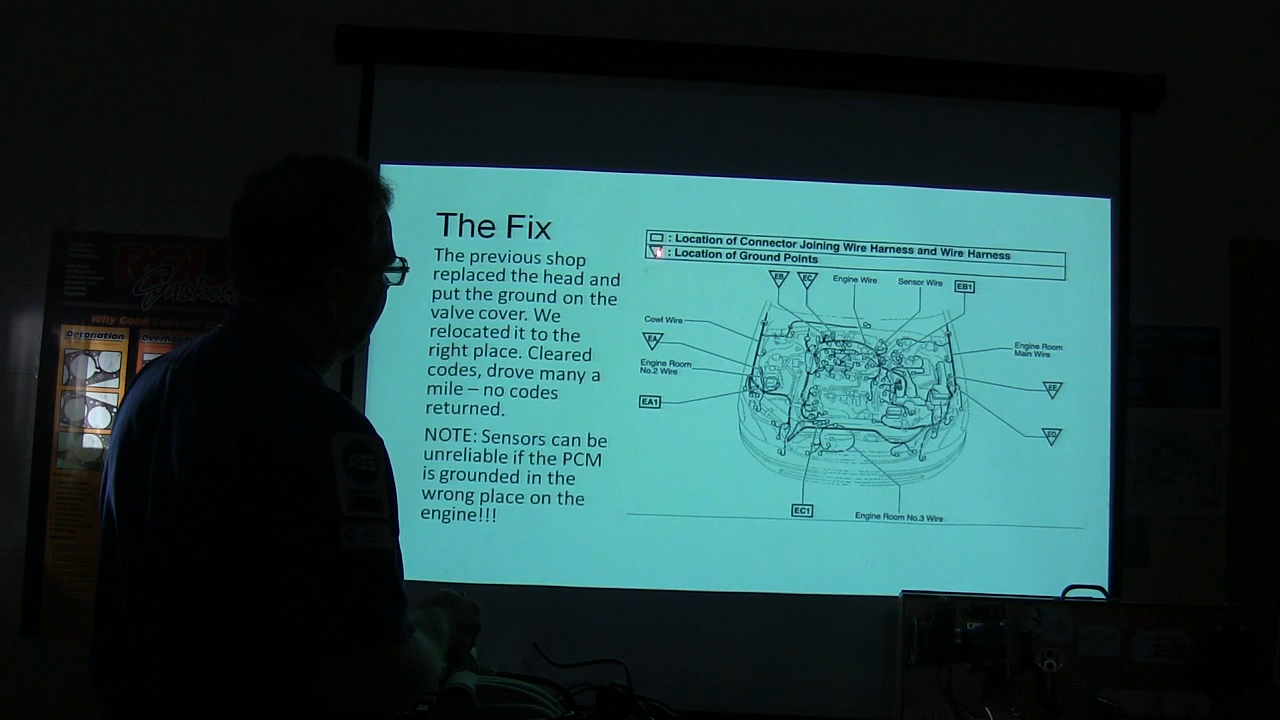 The Fix
The previous shop
replaced the head and
put the ground on the
valve cover. We
relocated it to the
right place. Cleared
codes, drove many a
mile – no codes
returned.
NOTE: Sensors can be
unreliable if the PCM
is grounded in the
wrong place on the
engine!!!
: Location of Connector Joining Wire Harness and Wire Harness
: Location of Ground Points
EB
EC
Engine Wire
Sensor Wire
EB1
Cowl Wire
EA
Engine Room
No.2 Wire
EA1
Engine Room
Main Wire
EE
ED
EC1
Engine Room No.3 Wire
Gaskets
Why Good
Detonation